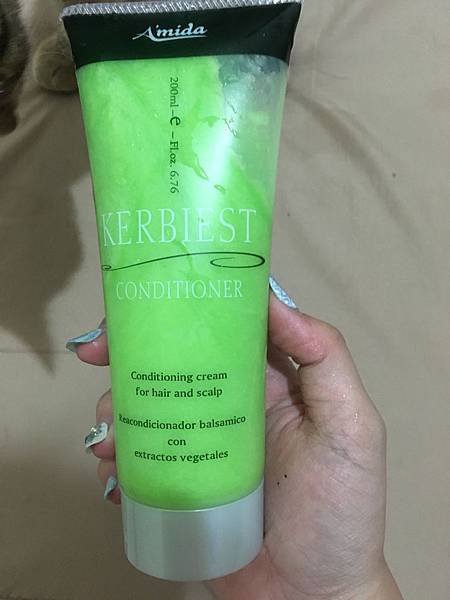 A'mida
200ml - e - Fl.oz. 6.76
KERBIEST
CONDITIONER
Conditioning cream
for hair and scalp
Reacondicionador balsamico
con
extractos vegetales